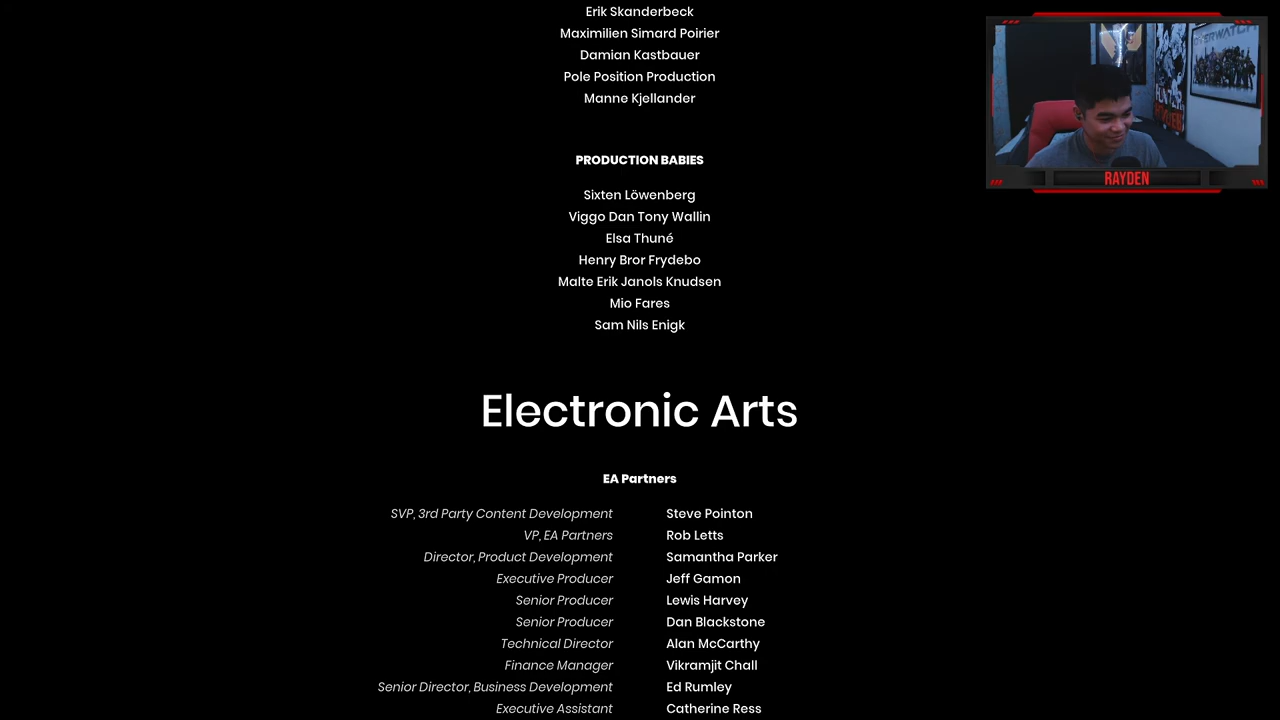 Erik Skanderbeck
Maximilien Simard Poirier
Damian Kastbauer
Pole Position Production
Manne Kjellander
RAYDEN
PRODUCTION BABIES
Sixten Löwenberg
Viggo Dan Tony Wallin
Elsa Thuné
Henry Bror Frydebo
Malte Erik Janols Knudsen
Mio Fares
Sam Nils Enigk
Electronic Arts
EA Partners
SVP, 3rd Party Content Development Steve Pointon
VP, EA Partners Rob Letts
Director, Product Development Samantha Parker
Executive Producer Jeff Gamon
Senior Producer Lewis Harvey
Senior Producer Dan Blackstone
Technical Director Alan McCarthy
Finance Manager Vikramjit Chall
Senior Director, Business Development Ed Rumley
Executive Assistant Catherine Ress